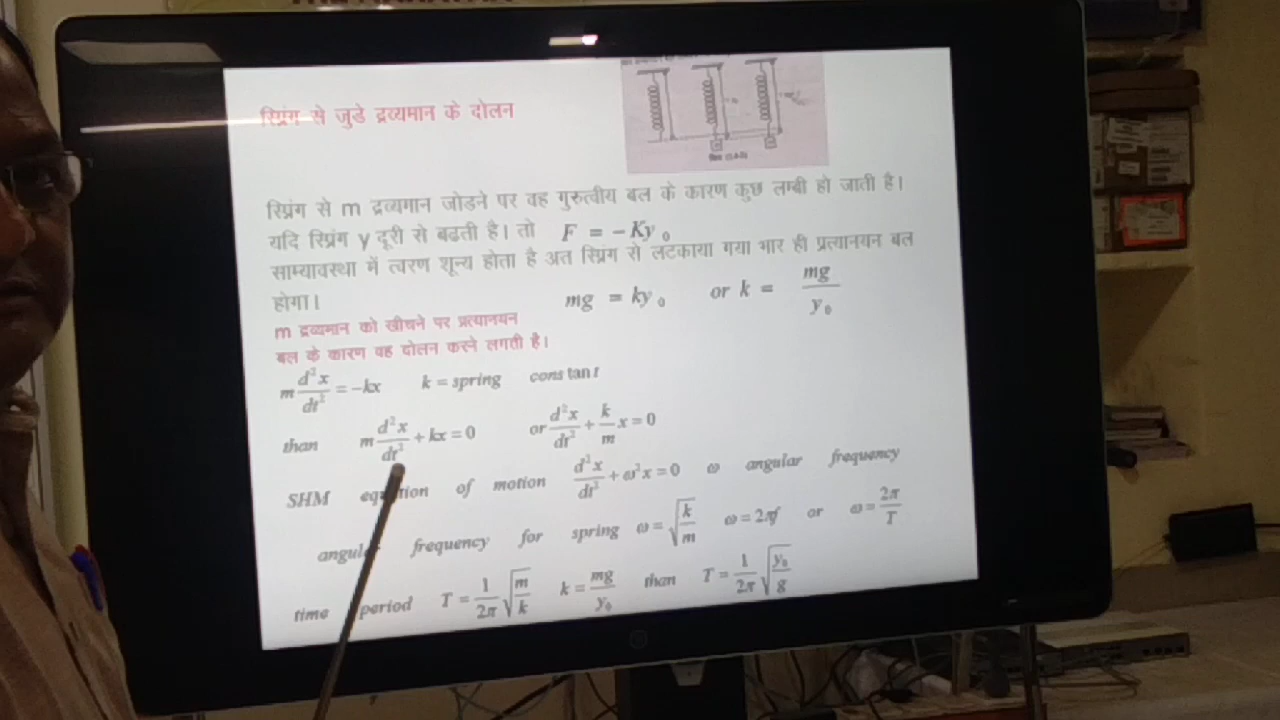 स्प्रिंग से जुडे द्रव्यमान के दोलन
स्प्रिंग से m द्रव्यमान जोडने पर वह गुरुत्वीय बल के कारण कुछ लम्बी हो जाती है।
यदि स्प्रिंग y दूरी से बढती है। तो F = −Ky₀
साम्यावस्था में त्वरण शून्य होता है अत स्प्रिंग से लटकाया गया भार ही प्रत्यानयन बल
होगा। mg = ky₀ or k = mg/y₀
m द्रव्यमान को खीचने पर प्रत्यानयन
बल के कारण वह दोलन करने लगती है।
m d²x/dt² = −kx k = spring constant
than m d²x/dt² + kx = 0 or d²x/dt² + k/m x = 0
SHM equation of motion d²x/dt² + ω²x = 0 ω angular frequency
angular frequency for spring ω = √(k/m) ω = 2πf or ω = 2π/T
time period T = 1/2π √(m/k) k = mg/y₀ than T = 1/2π √(y₀/g)